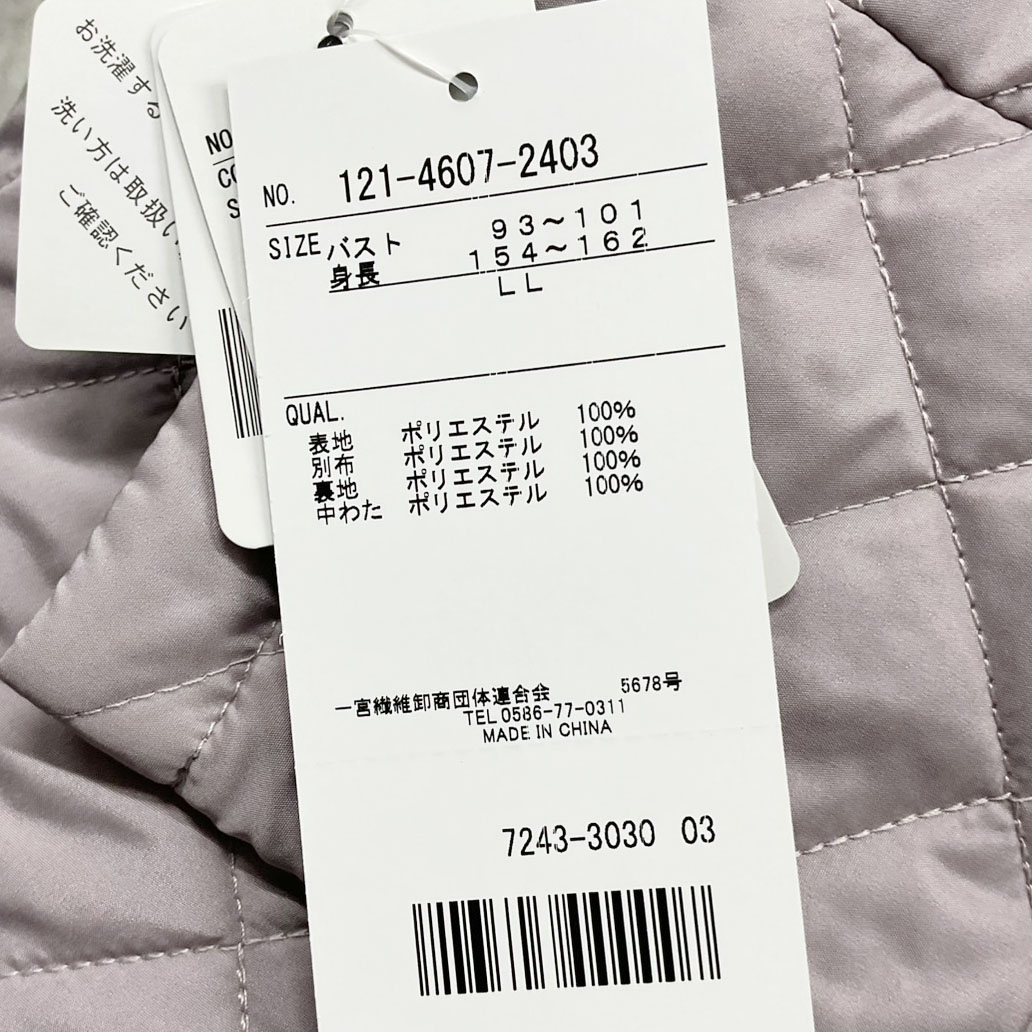 お洗濯する
洗い方は取扱い
ご確認ください
NO
CO
S
NO. 121-4607-2403
SIZE バスト 93~101
身長 154~162
LL
QUAL.
表地 ポリエステル 100%
別布 ポリエステル 100%
裏地 ポリエステル 100%
中わた ポリエステル 100%
一宮繊維卸商団体連合会 5678号
TEL 0586-77-0311
MADE IN CHINA
7243-3030 03